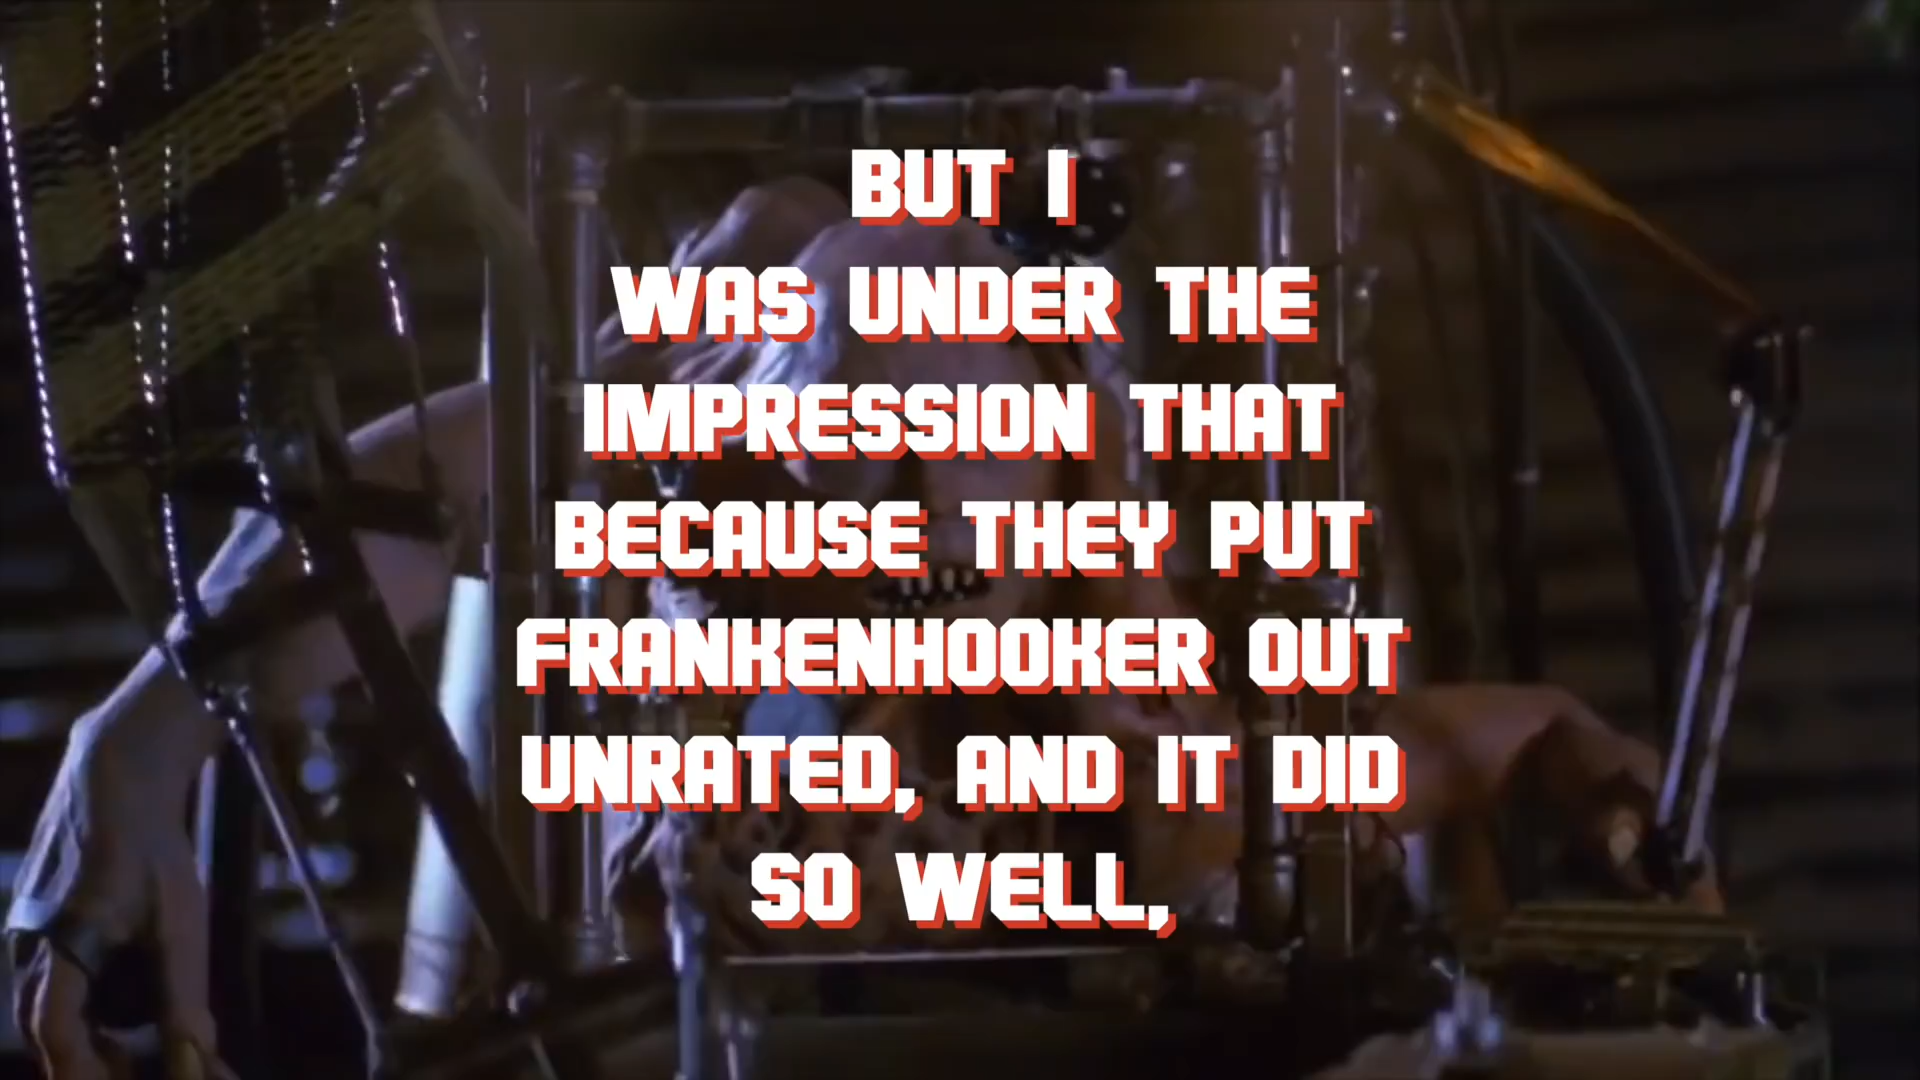 BUT I
WAS UNDER THE
IMPRESSION THAT
BECAUSE THEY PUT
FRANKENHOOKER OUT
UNRATED, AND IT DID
SO WELL,